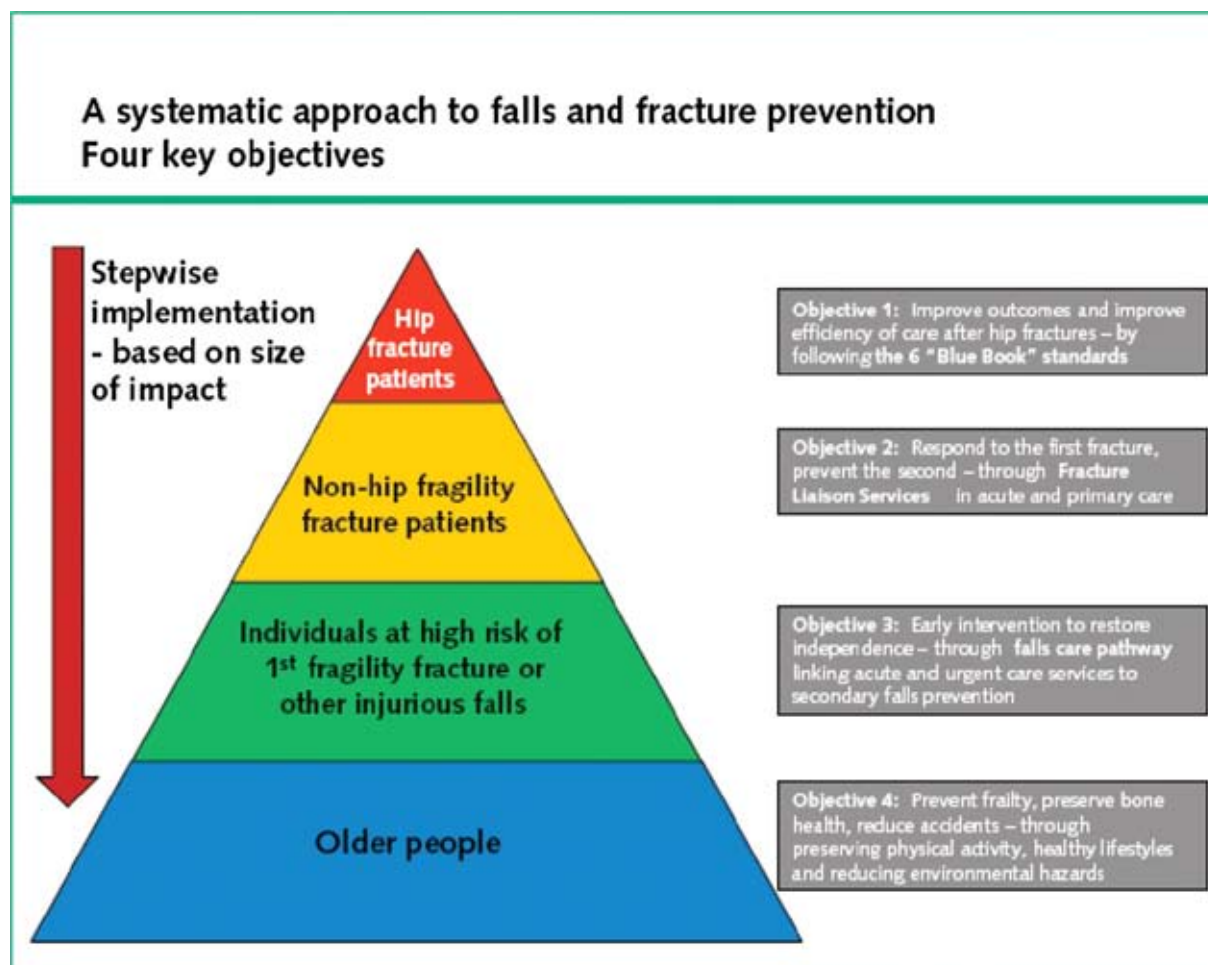 A systematic approach to falls and fracture prevention
Four key objectives
Stepwise
implementation
- based on size
of impact
Hip
fracture
patients
Non-hip fragility
fracture patients
Individuals at high risk of
1st fragility fracture or
other injurious falls
Older people
Objective 1: Improve outcomes and improve
efficiency of care after hip fractures – by
following the 6 "Blue Book" standards
Objective 2: Respond to the first fracture,
prevent the second – through Fracture
Liaison Services in acute and primary care
Objective 3: Early intervention to restore
independence – through falls care pathway
linking acute and urgent care services to
secondary falls prevention
Objective 4: Prevent frailty, preserve bone
health, reduce accidents – through
preserving physical activity, healthy lifestyles
and reducing environmental hazards